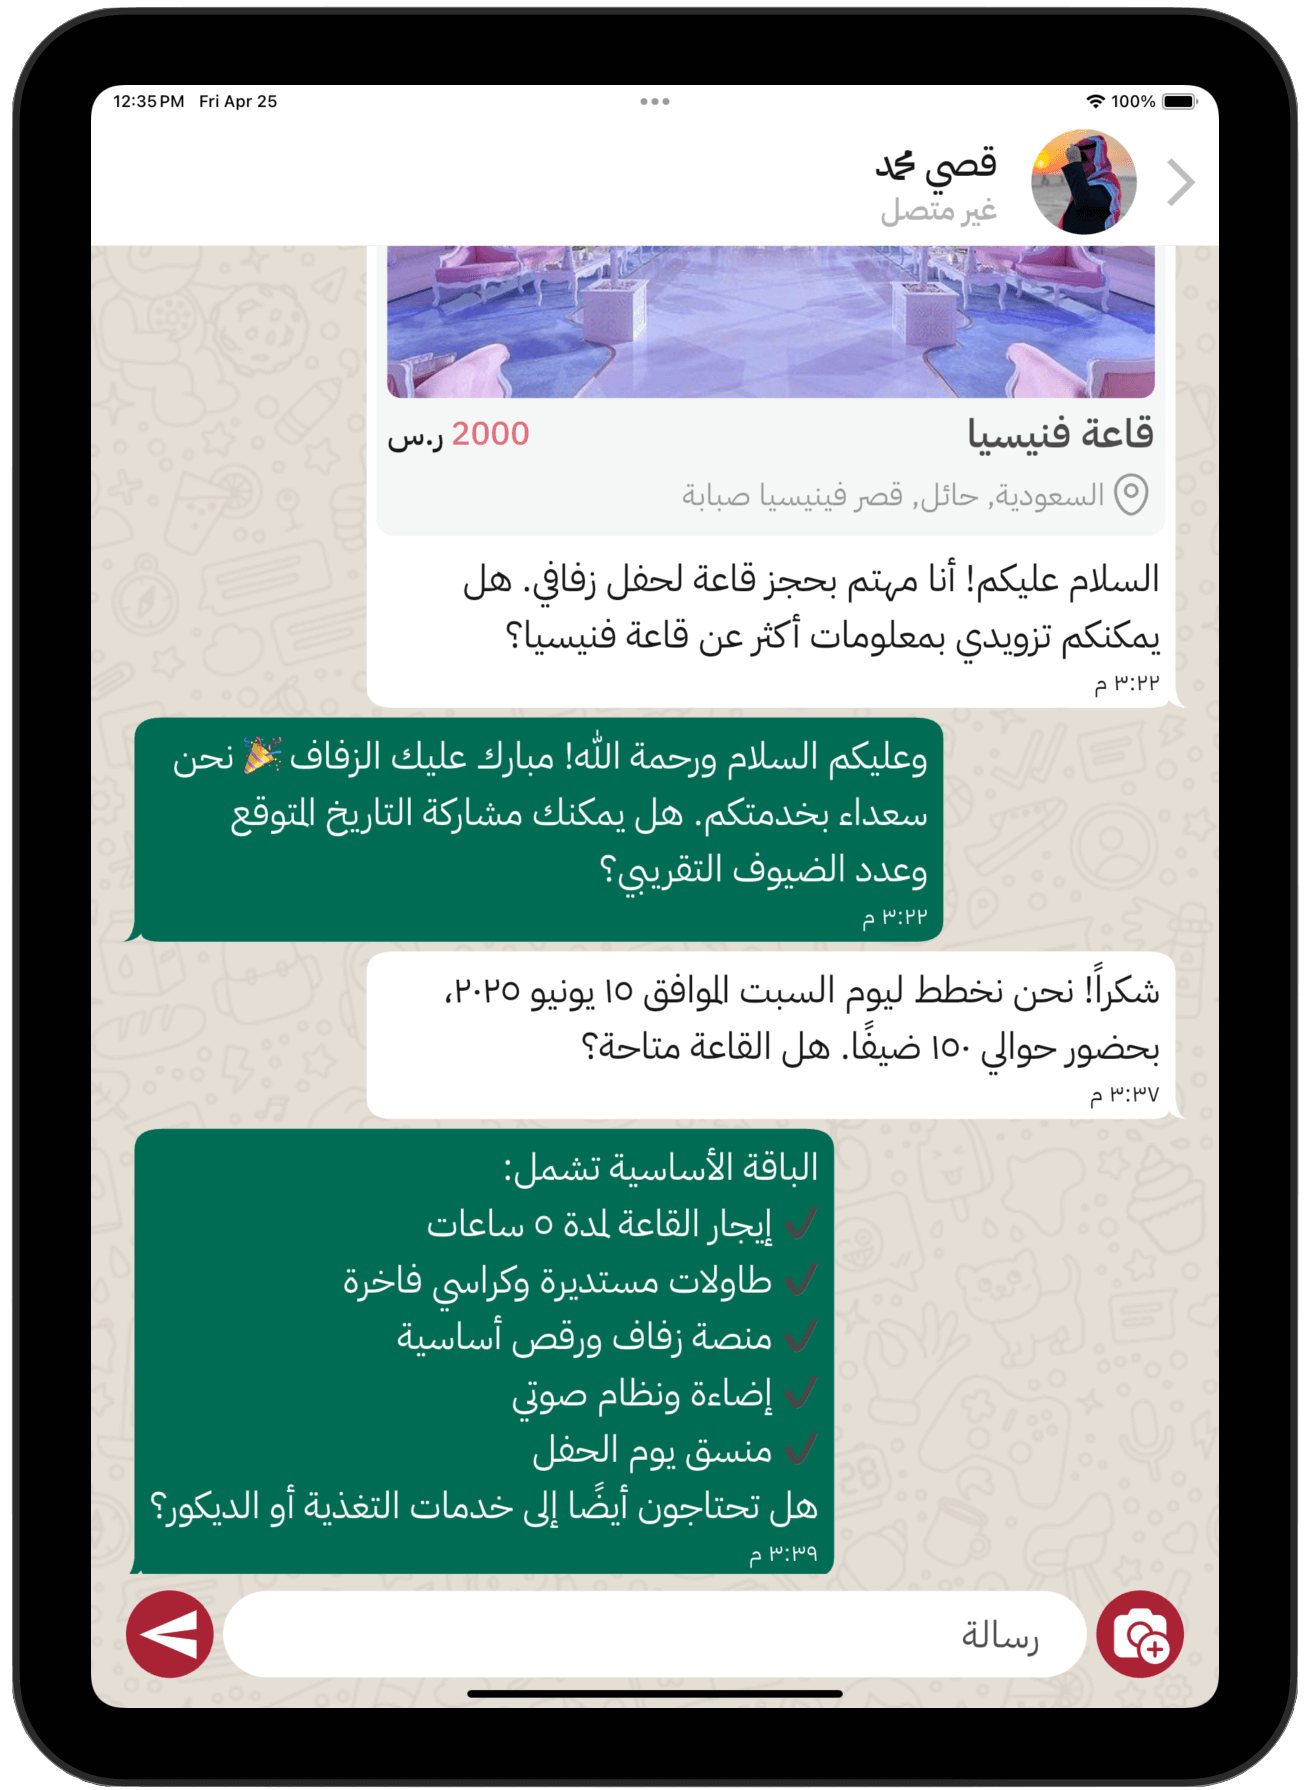 12:35 PM Fri Apr 25
100%
قصي محمد
غير متصل
قاعة فنيسيا
2000 ر.س
السعودية, حائل, قصر فينيسيا صبابة
السلام عليكم! أنا مهتم بحجز قاعة لحفل زفافي. هل
يمكنكم تزويدي بمعلومات أكثر عن قاعة فنيسيا؟
٣:٢٢ م
وعليكم السلام ورحمة الله! مبارك عليك الزفاف 🎉 نحن
سعداء بخدمتكم. هل يمكنك مشاركة التاريخ المتوقع
وعدد الضيوف التقريبي؟
٣:٢٢ م
شكراً! نحن نخطط ليوم السبت الموافق ١٥ يونيو ٢٠٢٥،
بحضور حوالي ١٥٠ ضيفًا. هل القاعة متاحة؟
٣:٣٧ م
الباقة الأساسية تشمل:
✔ إيجار القاعة لمدة ٥ ساعات
✔ طاولات مستديرة وكراسي فاخرة
✔ منصة زفاف ورقص أساسية
✔ إضاءة ونظام صوتي
✔ منسق يوم الحفل
هل تحتاجون أيضًا إلى خدمات التغذية أو الديكور؟
٣:٣٩ م
رسالة